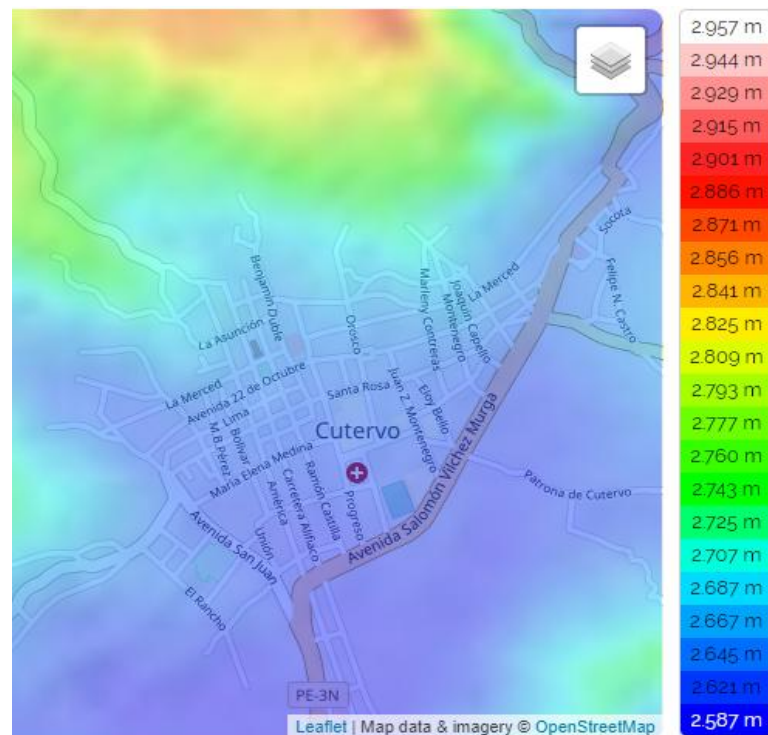 2.957 m
2.944 m
2.929 m
2.915 m
2.901 m
2.886 m
2.871 m
2.856 m
2.841 m
2.825 m
2.809 m
2.793 m
2.777 m
2.760 m
2.743 m
2.725 m
2.707 m
2.687 m
2.667 m
2.645 m
2.621 m
2.587 m
Socota
Felipe N. Castro
Benjamin Duble
La Merced
Joaquín Capello
Montenegro
Marleny Contreras
La Asunción
Orosco
Avenida 22 de Octubre
La Merced
Santa Rosa
Juan Z. Montenegro
Eloy Bello
Lima
M.B.Pérez
Bolívar
Cutervo
María Elena Medina
América
Carretera Alifiaco
Ramón Castilla
Progreso
Avenida Salomón Vílchez Murga
Patrona de Cutervo
Avenida San Juan
Unión
El Rancho
PE-3N
Leaflet | Map data & imagery © OpenStreetMap